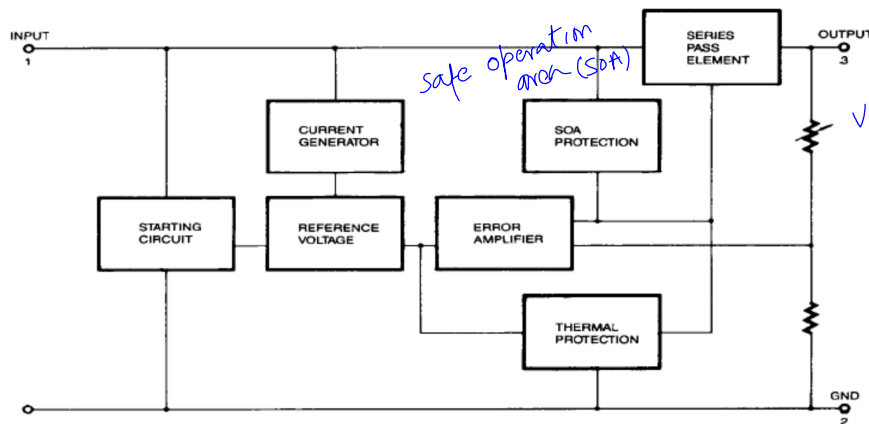 INPUT
1
safe operation
area (SOA)
SERIES
PASS
ELEMENT
OUTPUT
3
CURRENT
GENERATOR
SOA
PROTECTION
V
STARTING
CIRCUIT
REFERENCE
VOLTAGE
ERROR
AMPLIFIER
THERMAL
PROTECTION
GND
2